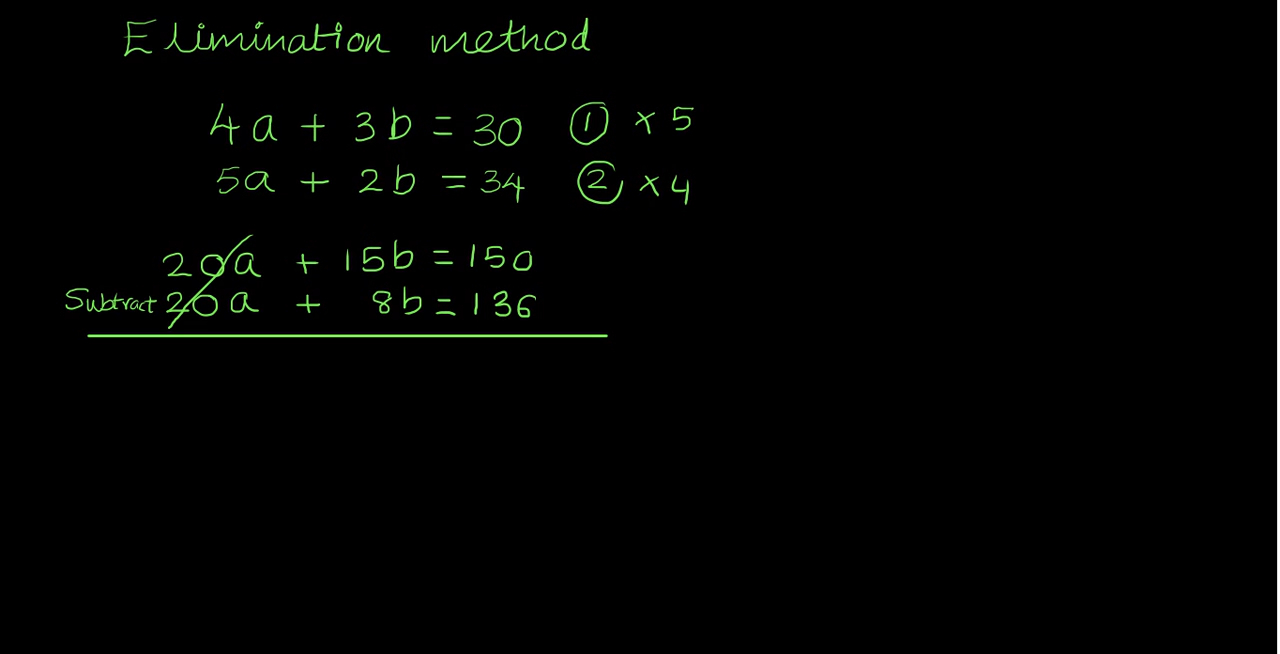 Elimination method
4a + 3b = 30 ① × 5
5a + 2b = 34 ② × 4
20a + 15b = 150
Subtract 20a + 8b = 136